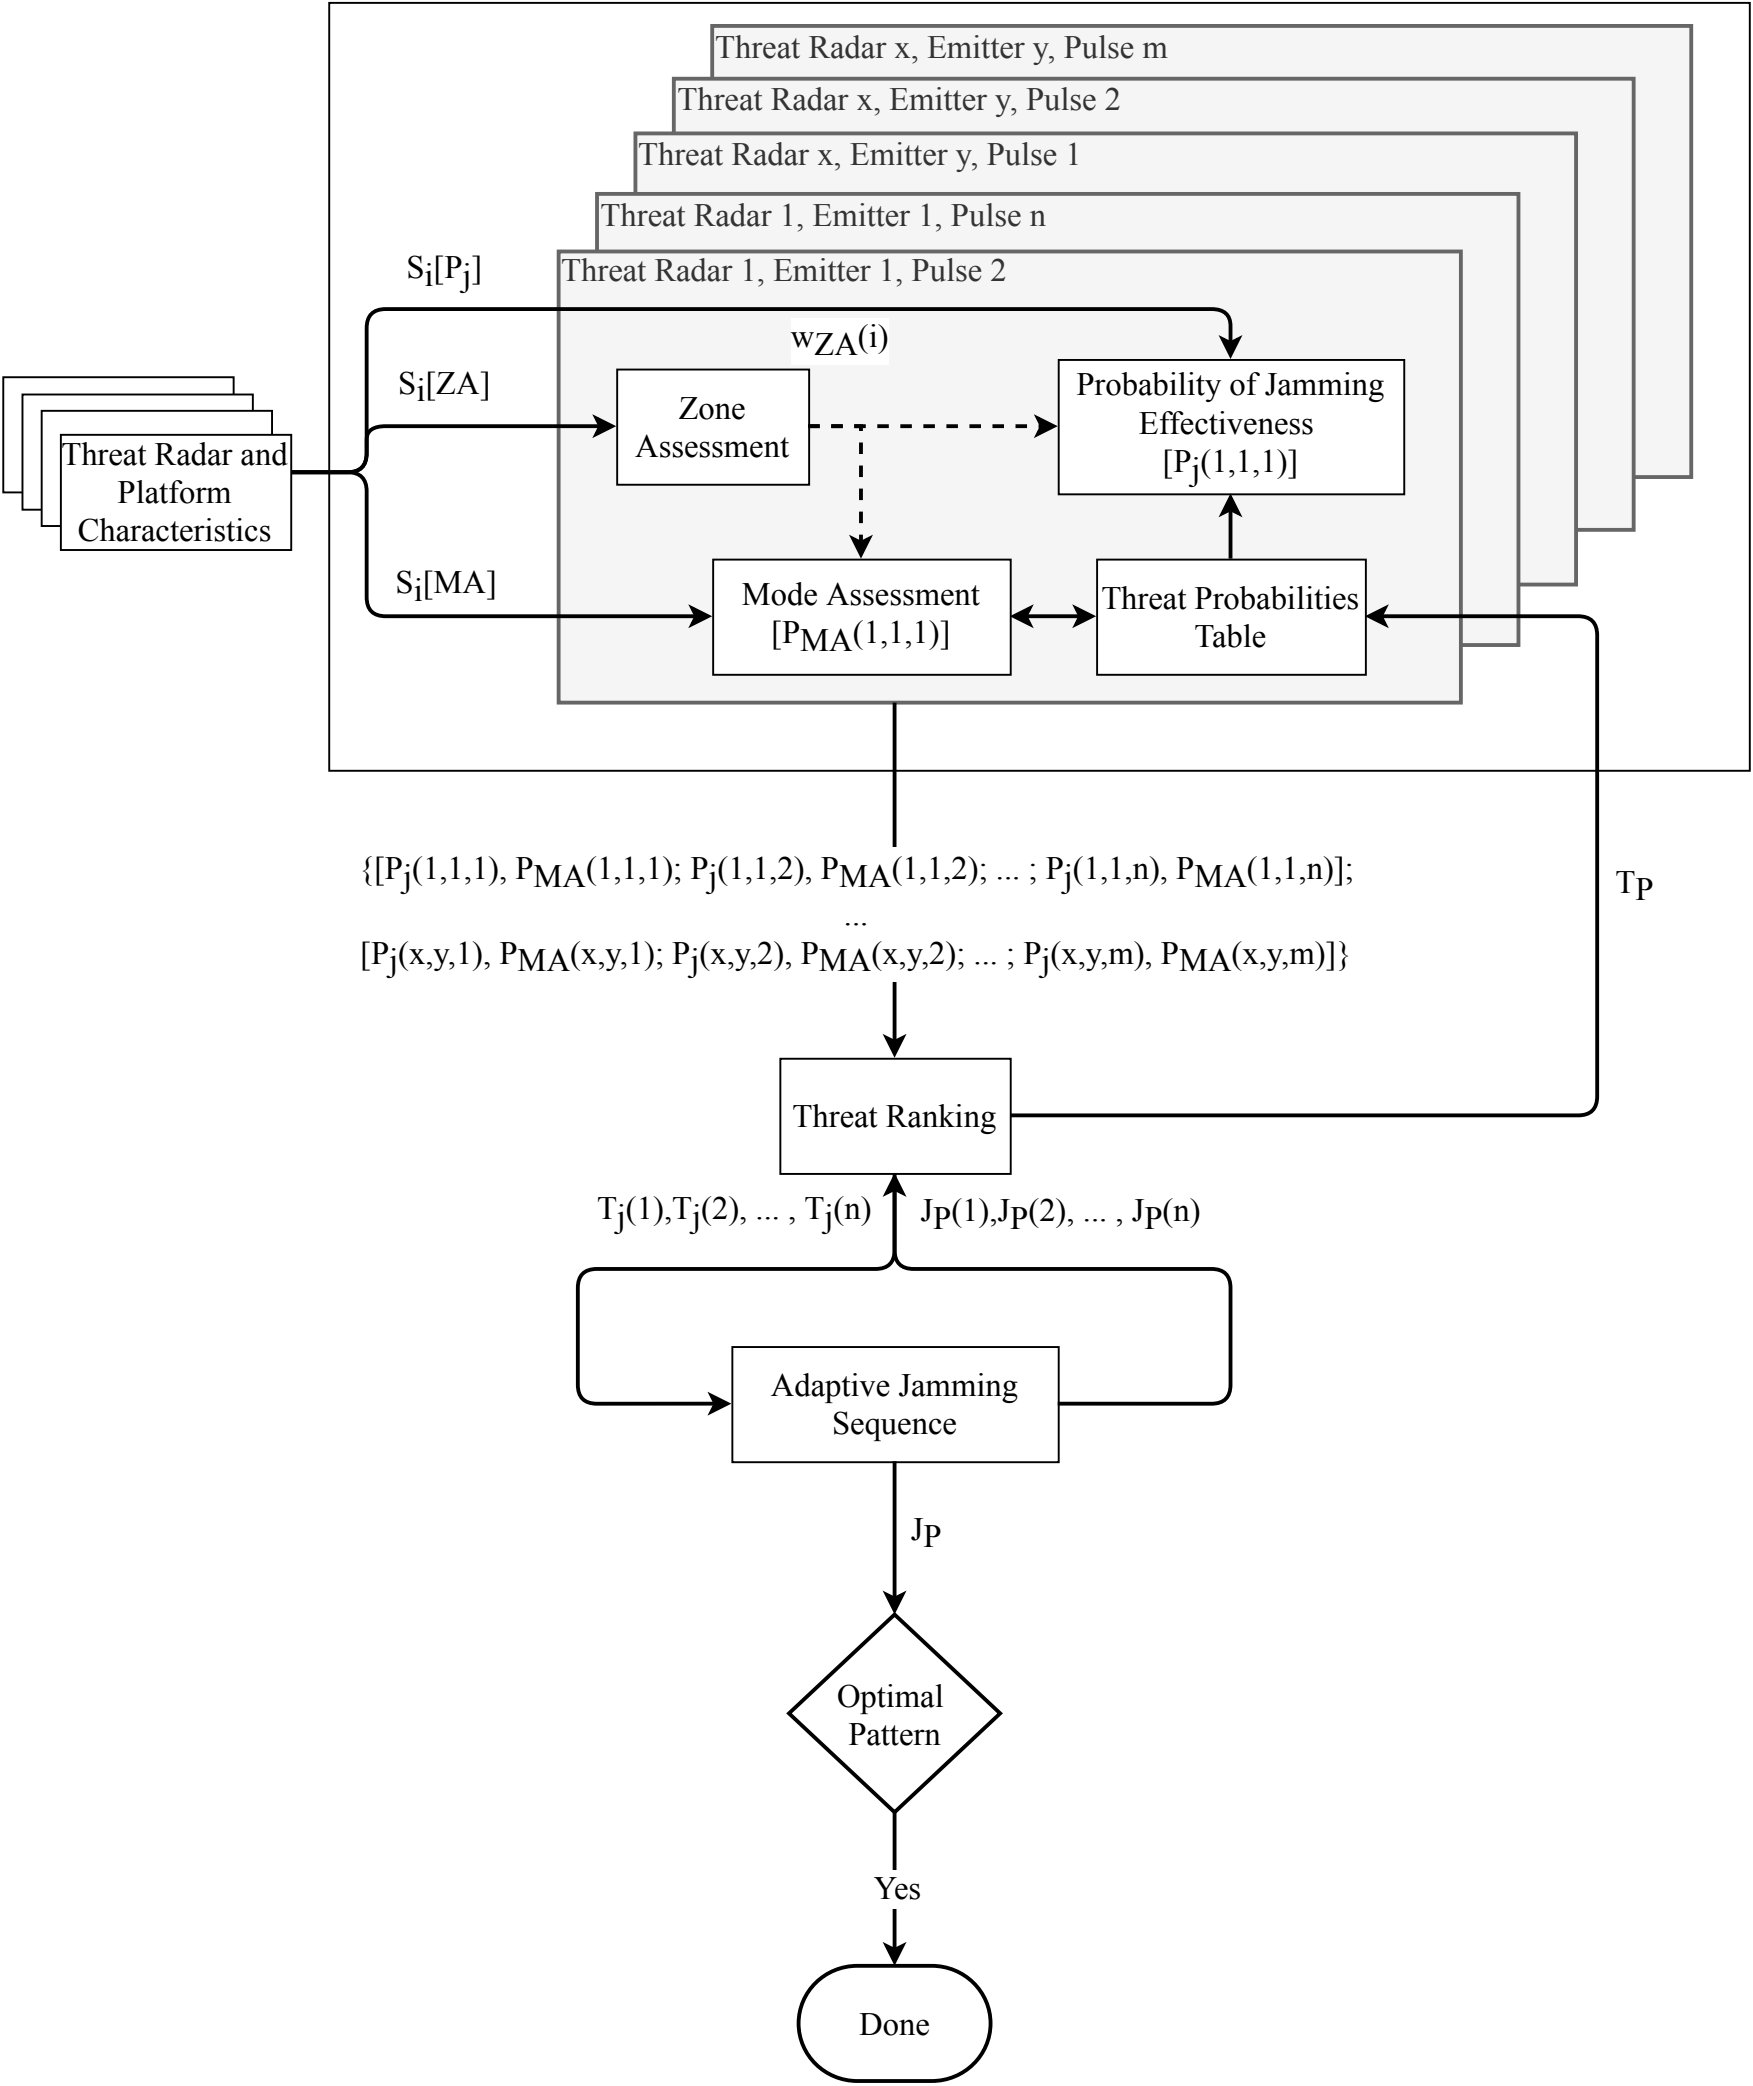 Threat Radar x, Emitter y, Pulse m
Threat Radar x, Emitter y, Pulse 2
Threat Radar x, Emitter y, Pulse 1
Threat Radar 1, Emitter 1, Pulse n
Threat Radar 1, Emitter 1, Pulse 2
Si[Pj]
wZA(i)
Si[ZA]
Zone
Assessment
Probability of Jamming
Effectiveness
[Pj(1,1,1)]
Threat Radar and
Platform
Characteristics
Si[MA]
Mode Assessment
[PMA(1,1,1)]
Threat Probabilities
Table
{[Pj(1,1,1), PMA(1,1,1); Pj(1,1,2), PMA(1,1,2); ... ; Pj(1,1,n), PMA(1,1,n)];
...
[Pj(x,y,1), PMA(x,y,1); Pj(x,y,2), PMA(x,y,2); ... ; Pj(x,y,m), PMA(x,y,m)]}
TP
Threat Ranking
Tj(1),Tj(2), ... , Tj(n)
JP(1),JP(2), ... , JP(n)
Adaptive Jamming
Sequence
JP
Optimal
Pattern
Yes
Done